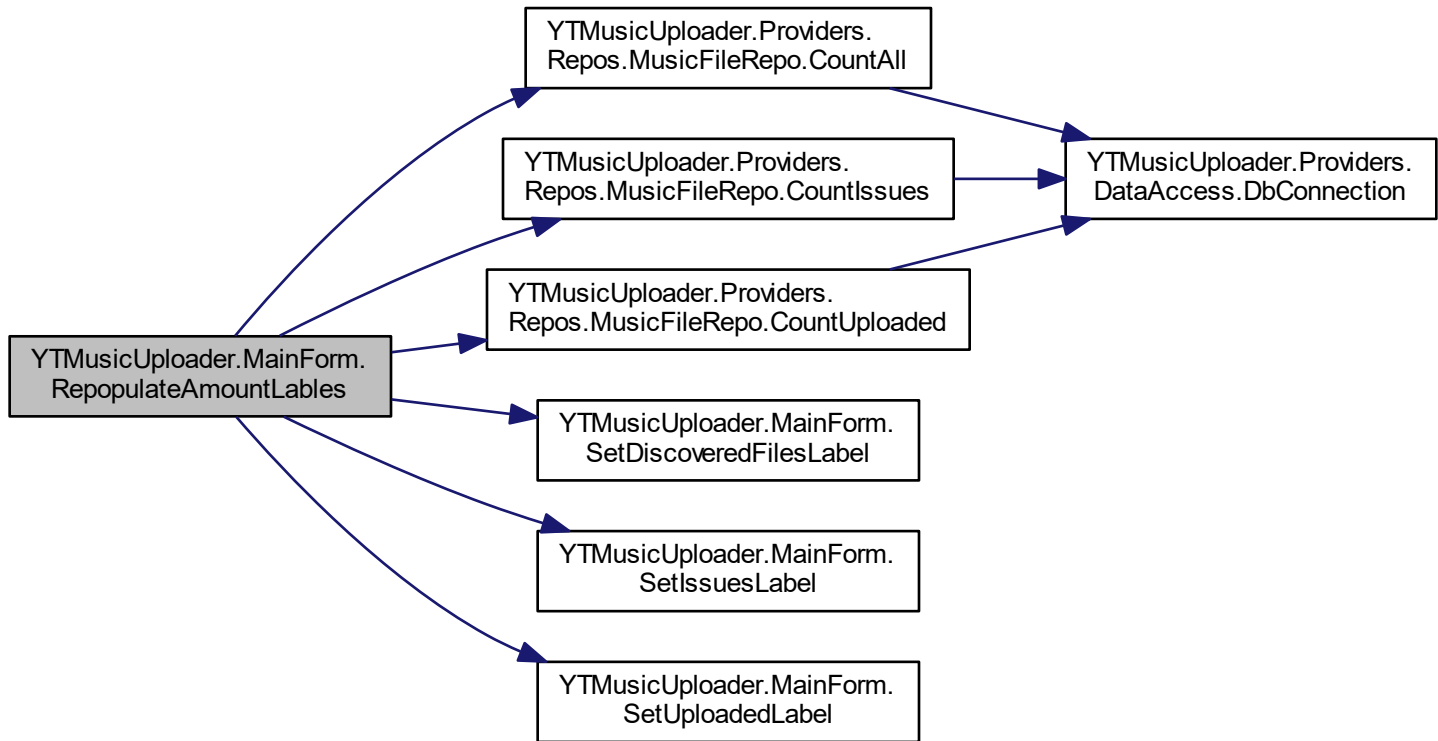 YTMusicUploader.Providers.
Repos.MusicFileRepo.CountAll
YTMusicUploader.Providers.
Repos.MusicFileRepo.CountIssues
YTMusicUploader.Providers.
DataAccess.DbConnection
YTMusicUploader.Providers.
Repos.MusicFileRepo.CountUploaded
YTMusicUploader.MainForm.
RepopulateAmountLables
YTMusicUploader.MainForm.
SetDiscoveredFilesLabel
YTMusicUploader.MainForm.
SetIssuesLabel
YTMusicUploader.MainForm.
SetUploadedLabel